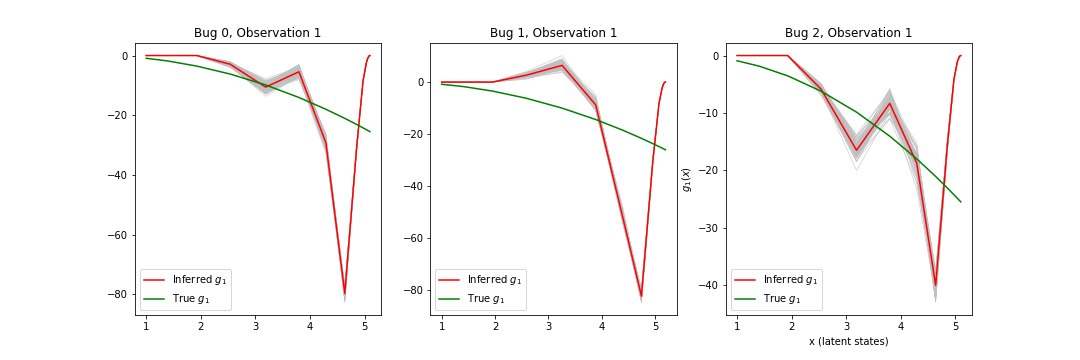 Bug 0, Observation 1
0
−20
−40
−60
−80
1 2 3 4 5
Inferred g₁
True g₁
Bug 1, Observation 1
0
−20
−40
−60
−80
1 2 3 4 5
Inferred g₁
True g₁
Bug 2, Observation 1
g₁(x)
0
−10
−20
−30
−40
1 2 3 4 5
x (latent states)
Inferred g₁
True g₁